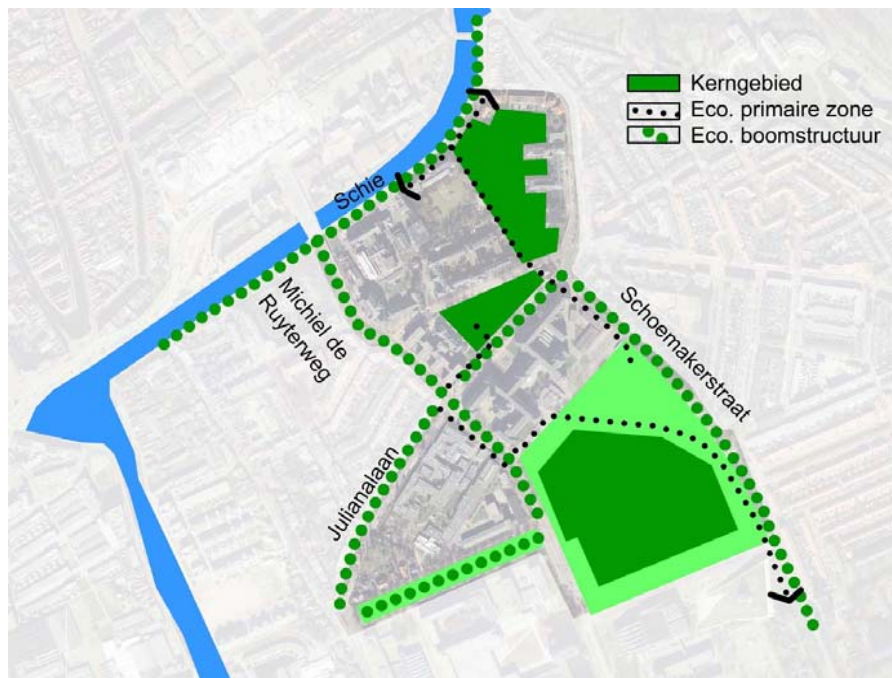 Kerngebied
Eco. primaire zone
Eco. boomstructuur
Schie
Michiel de
Ruyterweg
Schoemakerstraat
Julianalaan